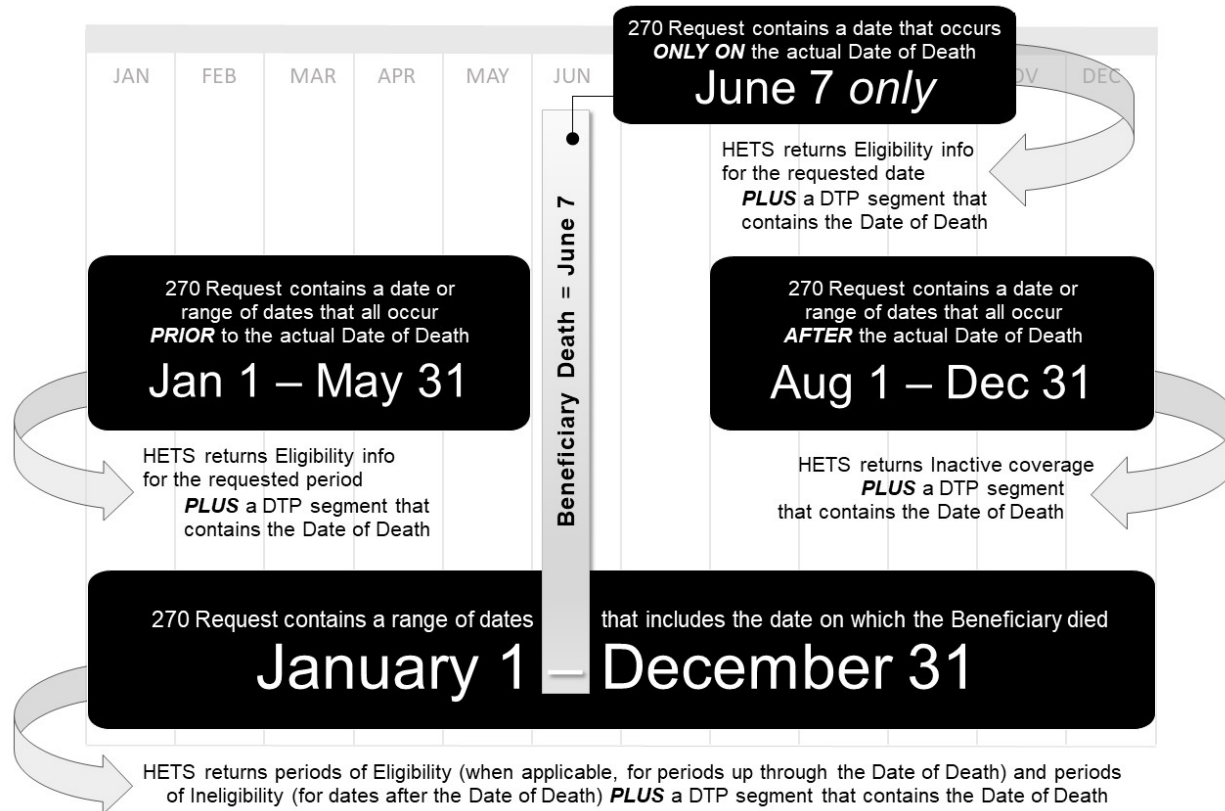 270 Request contains a date that occurs
ONLY ON the actual Date of Death
June 7 only
JAN FEB MAR APR MAY JUN OV DEC
HETS returns Eligibility info
for the requested date
PLUS a DTP segment that
contains the Date of Death
Beneficiary Death = June 7
270 Request contains a date or
range of dates that all occur
PRIOR to the actual Date of Death
Jan 1 – May 31
HETS returns Eligibility info
for the requested period
PLUS a DTP segment that
contains the Date of Death
270 Request contains a date or
range of dates that all occur
AFTER the actual Date of Death
Aug 1 – Dec 31
HETS returns Inactive coverage
PLUS a DTP segment
that contains the Date of Death
270 Request contains a range of dates that includes the date on which the Beneficiary died
January 1 – December 31
HETS returns periods of Eligibility (when applicable, for periods up through the Date of Death) and periods
of Ineligibility (for dates after the Date of Death) PLUS a DTP segment that contains the Date of Death